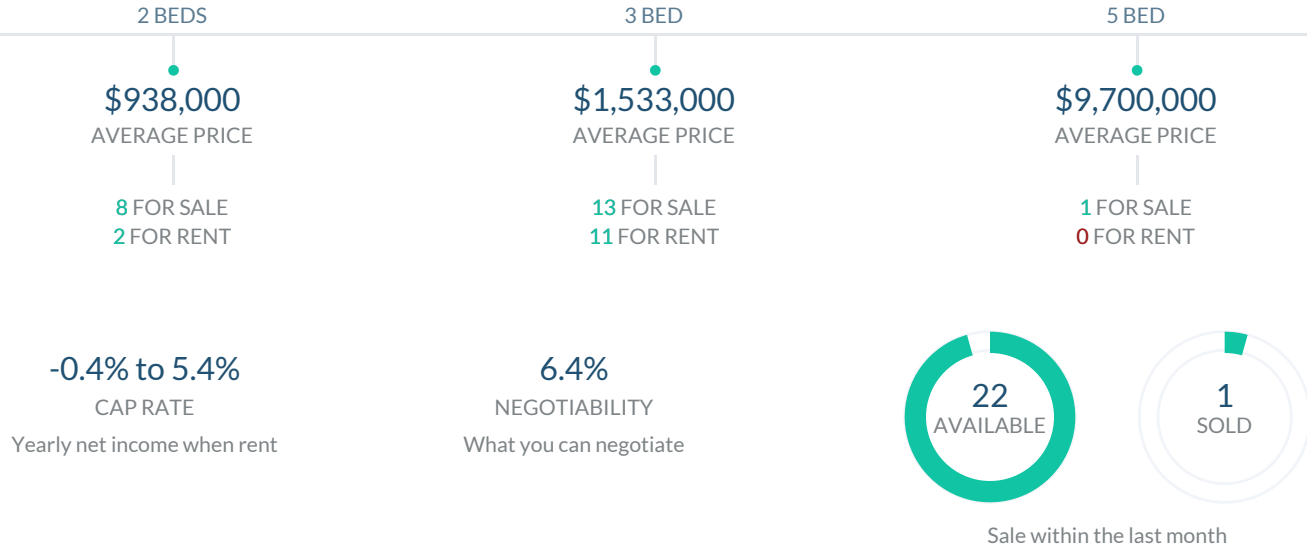 2 BEDS
3 BED
5 BED
$938,000
$1,533,000
$9,700,000
AVERAGE PRICE
AVERAGE PRICE
AVERAGE PRICE
8 FOR SALE
13 FOR SALE
1 FOR SALE
2 FOR RENT
11 FOR RENT
0 FOR RENT
-0.4% to 5.4%
CAP RATE
Yearly net income when rent
6.4%
NEGOTIABILITY
What you can negotiate
22
AVAILABLE
1
SOLD
Sale within the last month